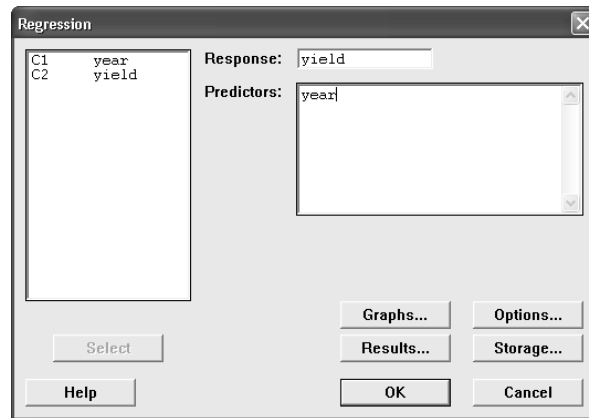 Regression
C1 year
C2 yield
Response: yield
Predictors: year
Graphs... Options...
Select Results... Storage...
Help OK Cancel